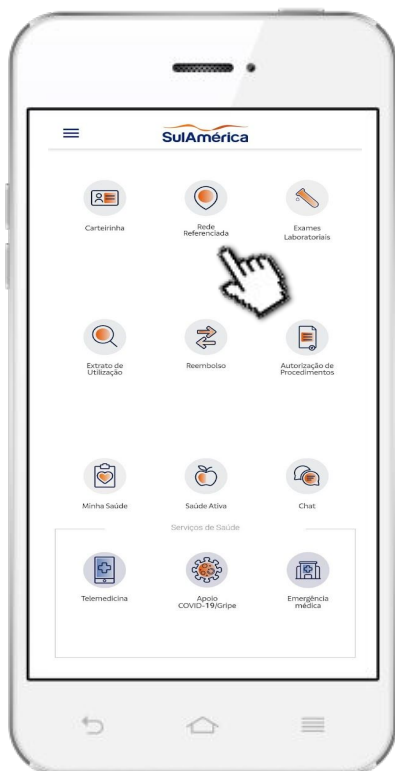 SulAmérica
Carteirinha
Rede
Referenciada
Exames
Laboratoriais
Extrato de
Utilização
Reembolso
Autorização de
Procedimentos
Minha Saúde
Saúde Ativa
Chat
Serviços de Saúde
Telemedicina
Apoio
COVID-19/Gripe
Emergência
médica